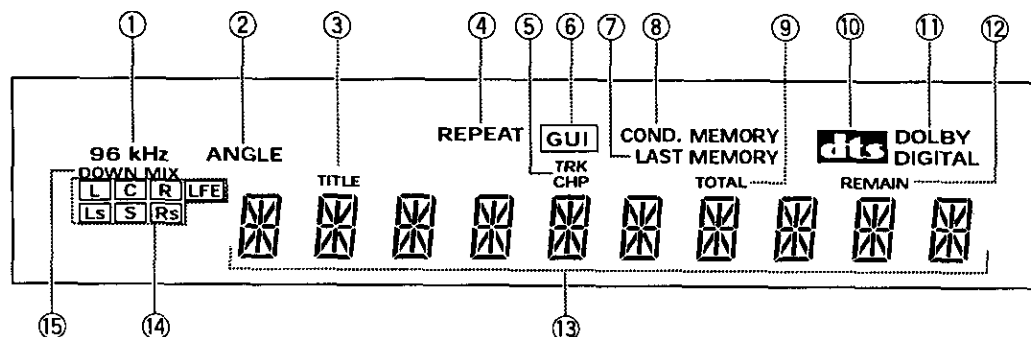 ① ② ③ ④ ⑤ ⑥ ⑦ ⑧ ⑨ ⑩ ⑪ ⑫
REPEAT GUI COND. MEMORY dts DOLBY
96 kHz ANGLE LAST MEMORY DIGITAL
DOWN MIX TITLE TRK TOTAL REMAIN
L C R LFE CHP
Ls S Rs
⑮ ⑭ ⑬